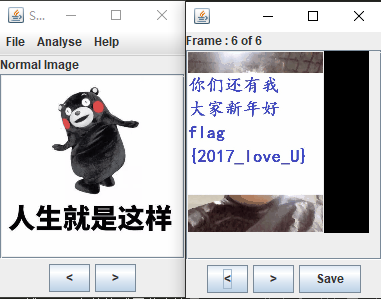 S...
File Analyse Help
Normal Image
人生就是这样
< >
Frame : 6 of 6
你们还有我
大家新年好
flag
{2017_love_U}
< > Save